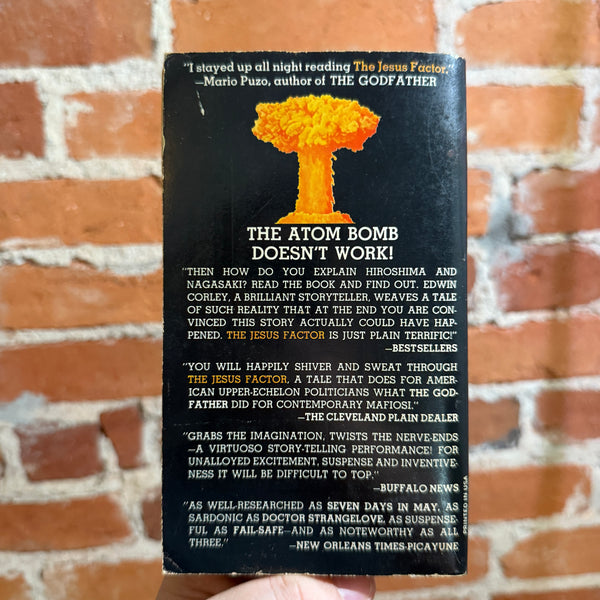 "I stayed up all night reading The Jesus Factor."
—Mario Puzo, author of THE GODFATHER
THE ATOM BOMB
DOESN'T WORK!
"THEN HOW DO YOU EXPLAIN HIROSHIMA AND
NAGASAKI? READ THE BOOK AND FIND OUT. EDWIN
CORLEY, A BRILLIANT STORYTELLER, WEAVES A TALE
OF SUCH REALITY THAT AT THE END YOU ARE CON-
VINCED THIS STORY ACTUALLY COULD HAVE HAP-
PENED. THE JESUS FACTOR IS JUST PLAIN TERRIFIC!"
—BESTSELLERS
"YOU WILL HAPPILY SHIVER AND SWEAT THROUGH
THE JESUS FACTOR, A TALE THAT DOES FOR AMER-
ICAN UPPER-ECHELON POLITICIANS WHAT THE GOD-
FATHER DID FOR CONTEMPORARY MAFIOSI."
—THE CLEVELAND PLAIN DEALER
"GRABS THE IMAGINATION, TWISTS THE NERVE-ENDS
—A VIRTUOSO STORY-TELLING PERFORMANCE! FOR
UNALLOYED EXCITEMENT, SUSPENSE AND INVENTIVE-
NESS IT WILL BE DIFFICULT TO TOP."
—BUFFALO NEWS
"AS WELL-RESEARCHED AS SEVEN DAYS IN MAY, AS
SARDONIC AS DOCTOR STRANGELOVE, AS SUSPENSE-
FUL AS FAIL-SAFE—AND AS NOTEWORTHY AS ALL
THREE."
—NEW ORLEANS TIMES-PICAYUNE
PRINTED IN USA